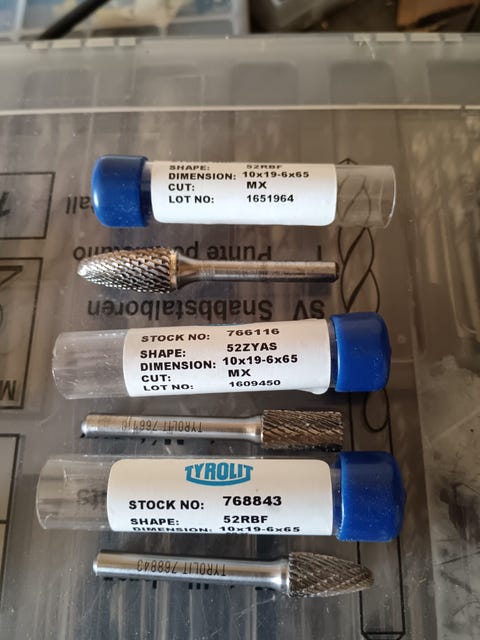 SHAPE: 52RBF
DIMENSION: 10x19-6x65
CUT: MX
LOT NO: 1651964
Punte
SV Snabbstålborren
STOCK NO: 766116
SHAPE: 52ZYAS
DIMENSION: 10x19-6x65
CUT: MX
LOT NO: 1609450
TYROLIT 766116
TYROLIT
STOCK NO: 768843
SHAPE: 52RBF
DIMENSION: 10x19-6x65
TYROLIT 768843